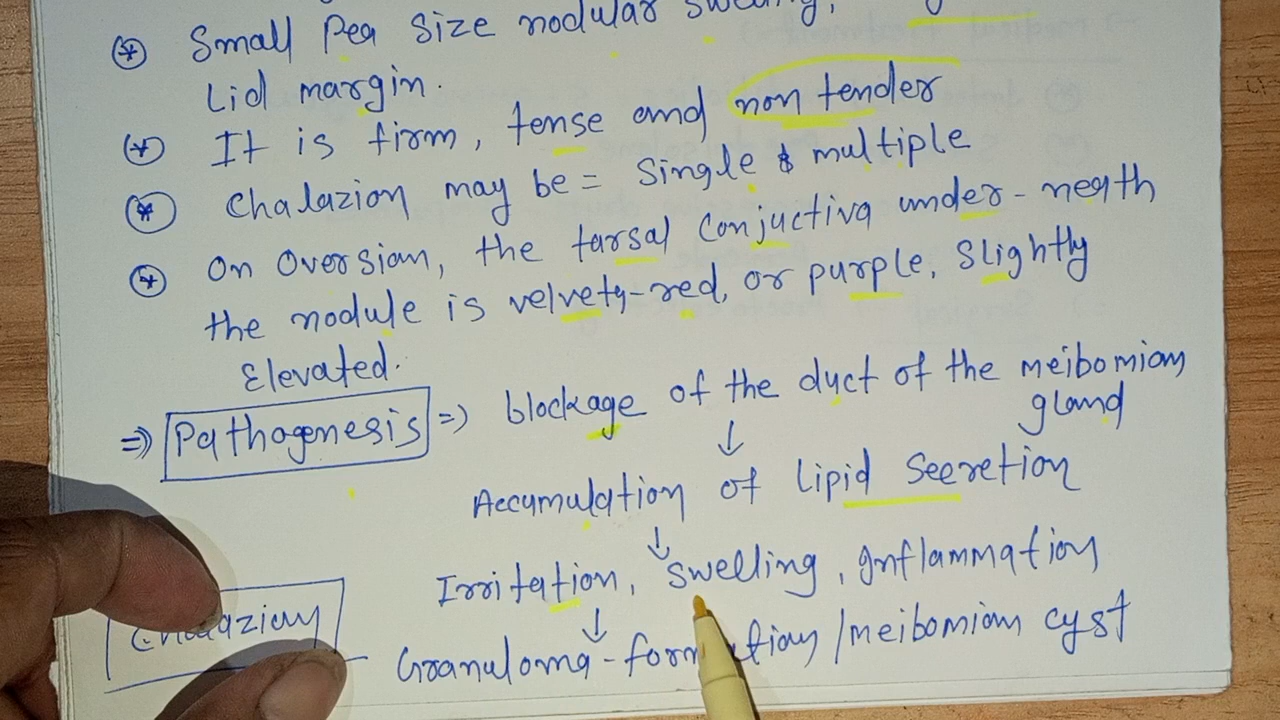 ⊛ Small Pea Size nodular swelling,
Lid margin.
⊛ It is firm, tense and non tender
⊛ Chalazion may be = Single & multiple
⊛ On Oversion, the tarsal Conjuctiva under-neath
the nodule is velvety-red, or purple, Slightly
Elevated.
⇒ Pathogenesis ⇒ blockage of the duct of the meibomian
gland
↓
Accumulation of Lipid Secretion
↓
Irritation, Swelling, Inflammation
↓
Chalazion Granuloma-formation/meibomian cyst